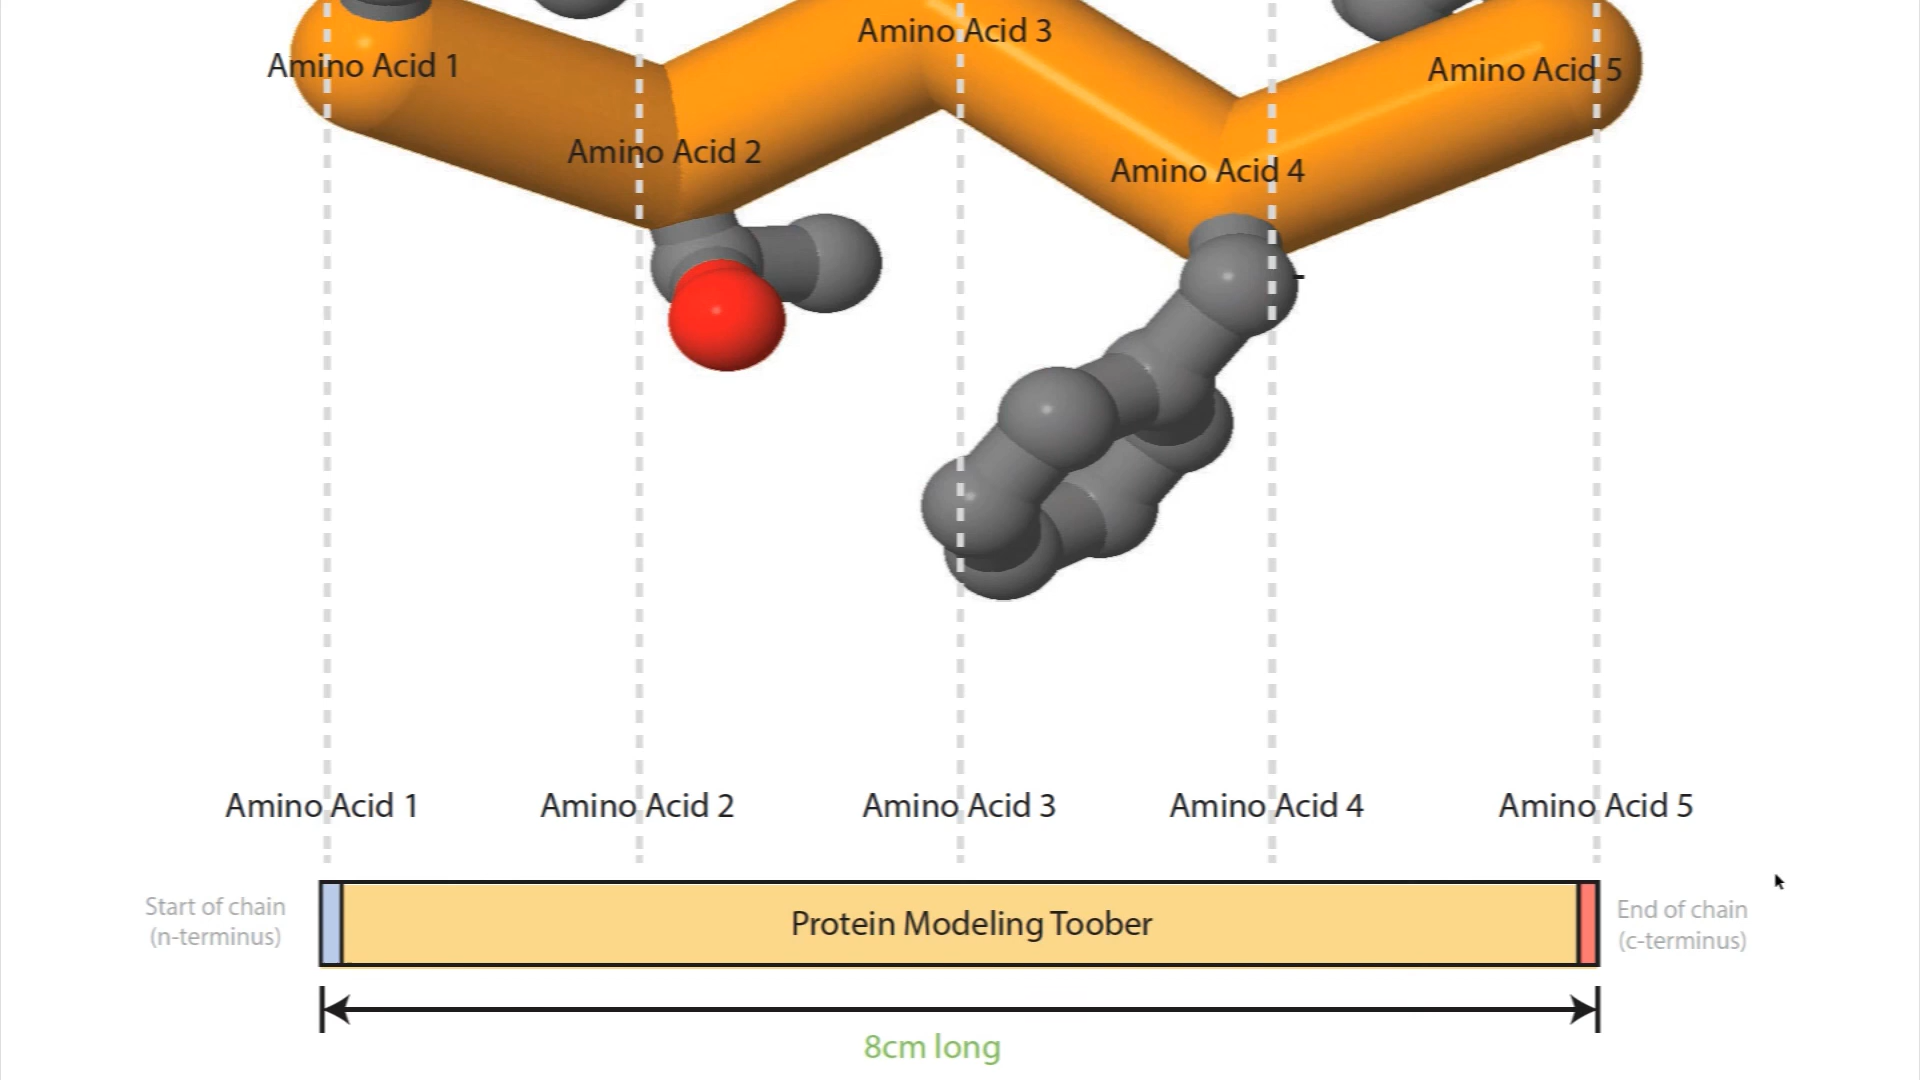 Amino Acid 3
Amino Acid 1
Amino Acid 5
Amino Acid 2
Amino Acid 4
Amino Acid 1
Amino Acid 2
Amino Acid 3
Amino Acid 4
Amino Acid 5
Start of chain
(n-terminus)
Protein Modeling Toober
End of chain
(c-terminus)
8cm long